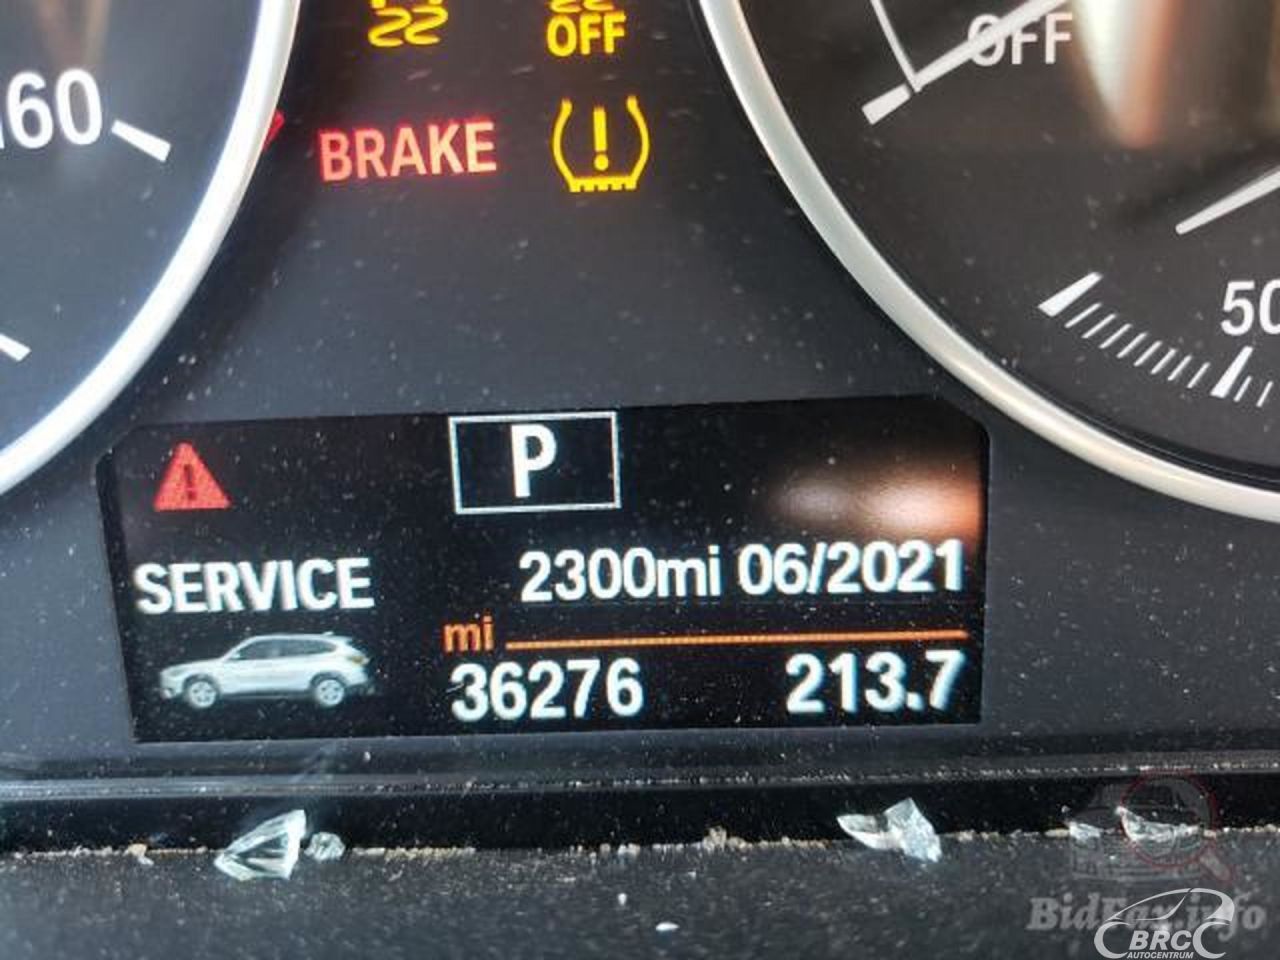 OFF
OFF
160
BRAKE
50
P
SERVICE 2300mi 06/2021
mi
36276 213.7
BidFax.info
BRC
AUTOCENTRUM